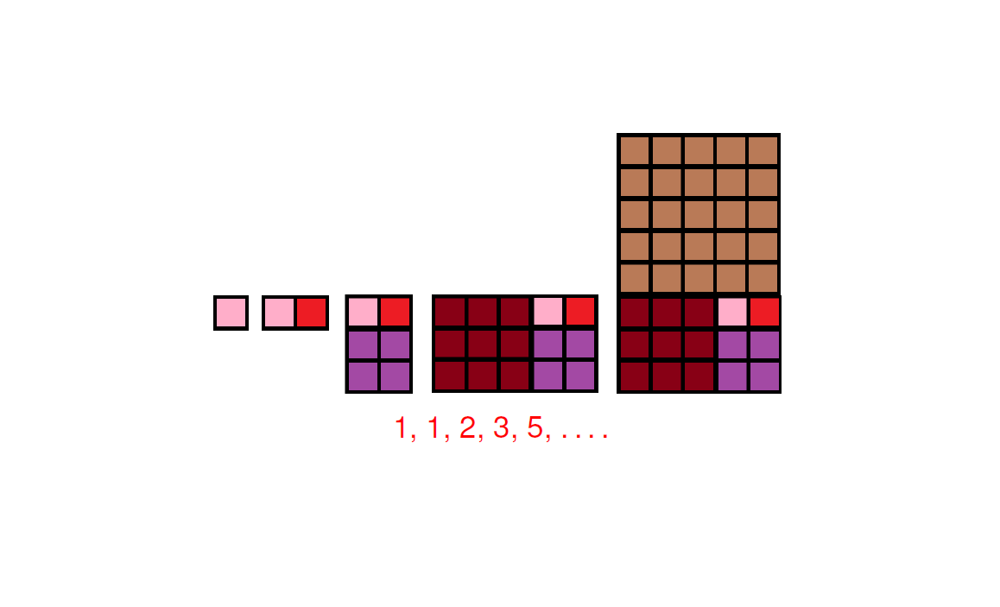 1, 1, 2, 3, 5, . . . .